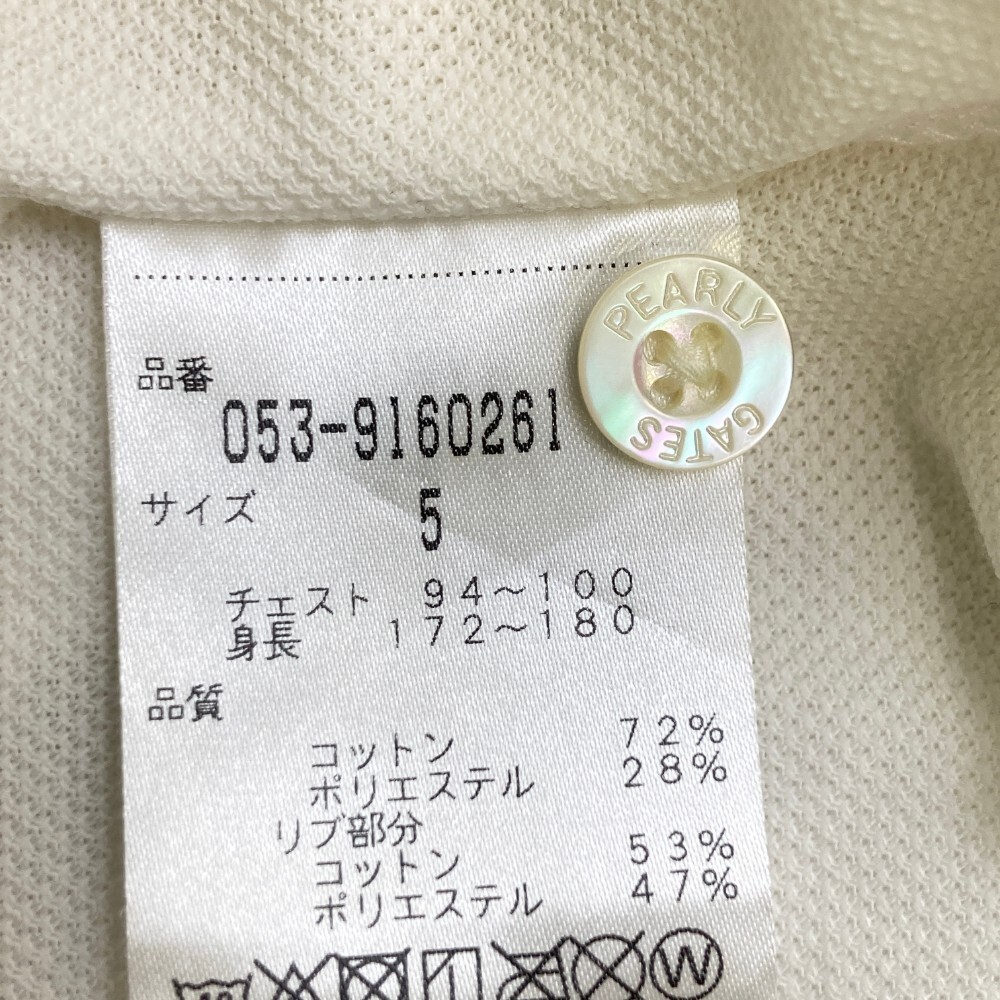 PEARLY
GATES
品番
053-9160261
サイズ 5
チェスト 94~100
身長 172~180
品質
コットン 72%
ポリエステル 28%
リブ部分
コットン 53%
ポリエステル 47%
W